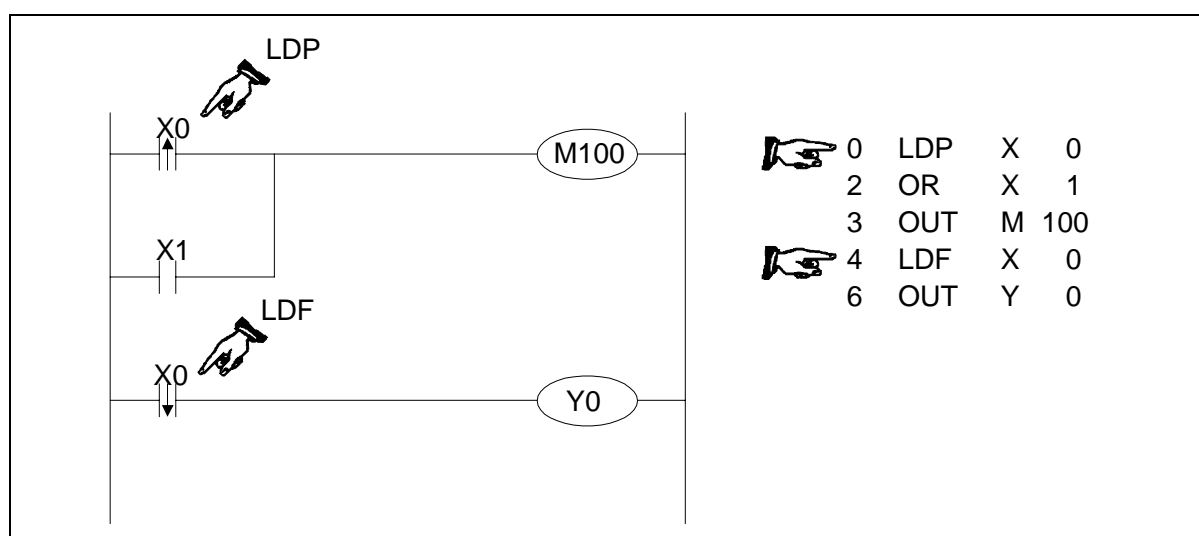 LDP
X0
M100
X1
LDF
X0
Y0
0 LDP X 0
2 OR X 1
3 OUT M 100
4 LDF X 0
6 OUT Y 0